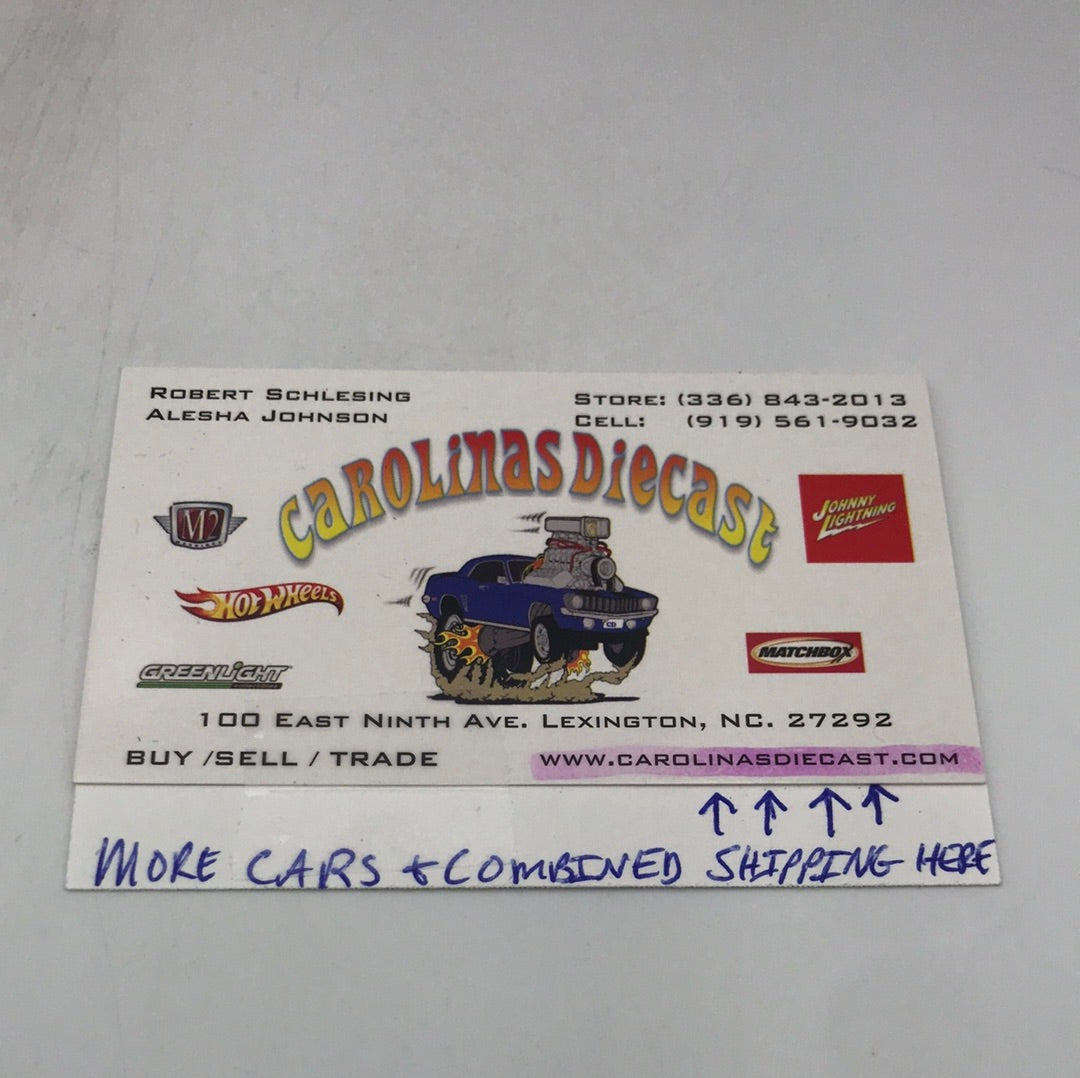 ROBERT SCHLESING
ALESHA JOHNSON
STORE: (336) 843-2013
CELL: (919) 561-9032
CAROLINAS DIECAST
M2
JOHNNY
LIGHTNING
HOT WHEELS
CD
GREENLIGHT
MATCHBOX
100 EAST NINTH AVE. LEXINGTON, NC. 27292
BUY /SELL / TRADE
WWW.CAROLINASDIECAST.COM
MORE CARS + COMBINED SHIPPING HERE